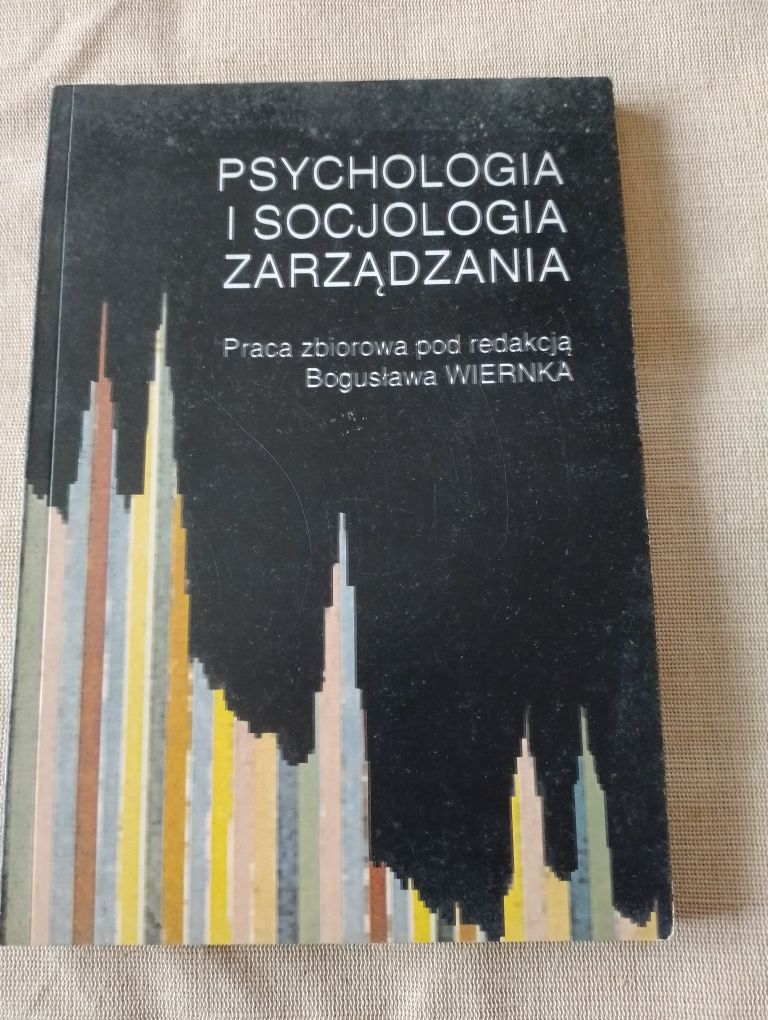 PSYCHOLOGIA
I SOCJOLOGIA
ZARZĄDZANIA
Praca zbiorowa pod redakcją
Bogusława WIERNKA